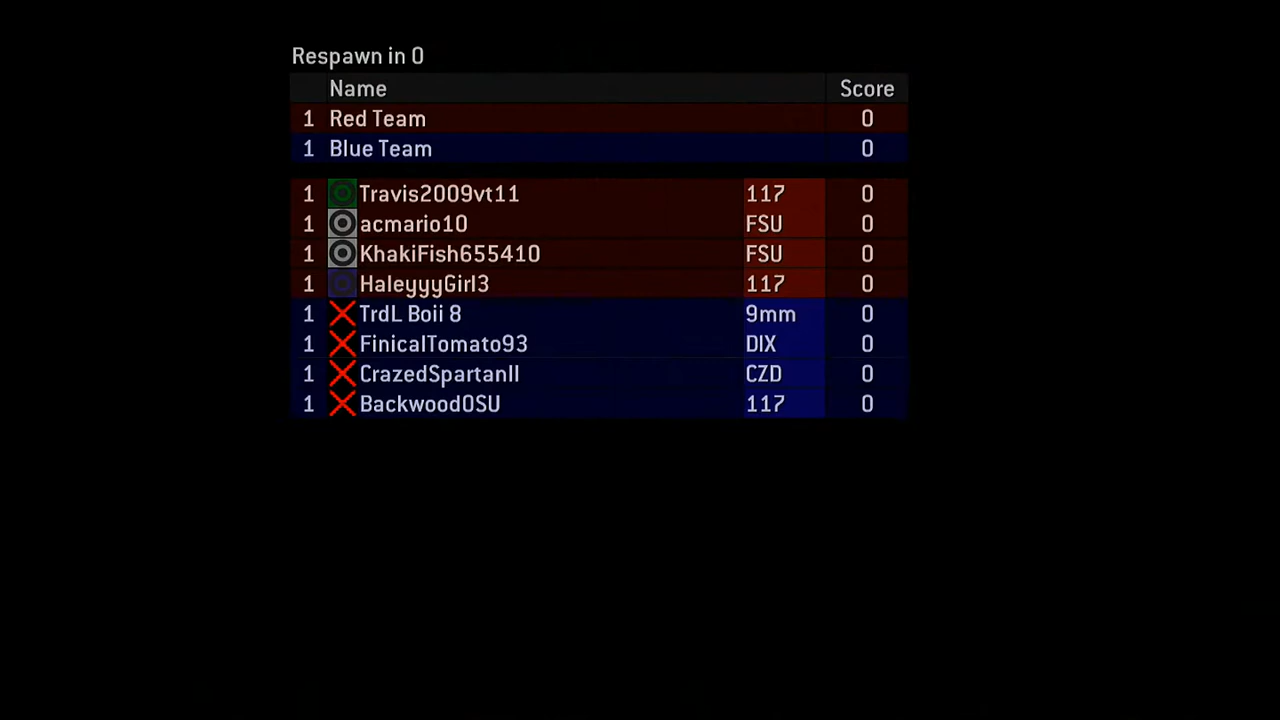 Respawn in 0
Name Score
1 Red Team 0
1 Blue Team 0
1 Travis2009vt11 117 0
1 acmario10 FSU 0
1 KhakiFish655410 FSU 0
1 HaleyyyGirl3 117 0
1 TrdL Boii 8 9mm 0
1 FinicalTomato93 DIX 0
1 CrazedSpartanII CZD 0
1 BackwoodOSU 117 0